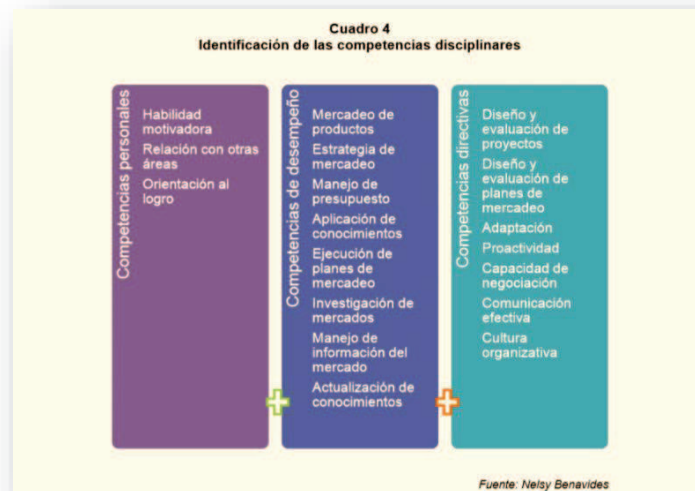 Cuadro 4
Identificación de las competencias disciplinares
Competencias personales
Habilidad
motivadora
Relación con otras
áreas
Orientación al
logro
Competencias de desempeño
Mercadeo de
productos
Estrategia de
mercadeo
Manejo de
presupuesto
Aplicación de
conocimientos
Ejecución de
planes de
mercadeo
Investigación de
mercados
Manejo de
información del
mercado
Actualización de
conocimientos
Competencias directivas
Diseño y
evaluación de
proyectos
Diseño y
evaluación de
planes de
mercadeo
Adaptación
Proactividad
Capacidad de
negociación
Comunicación
efectiva
Cultura
organizativa
Fuente: Nelsy Benavides